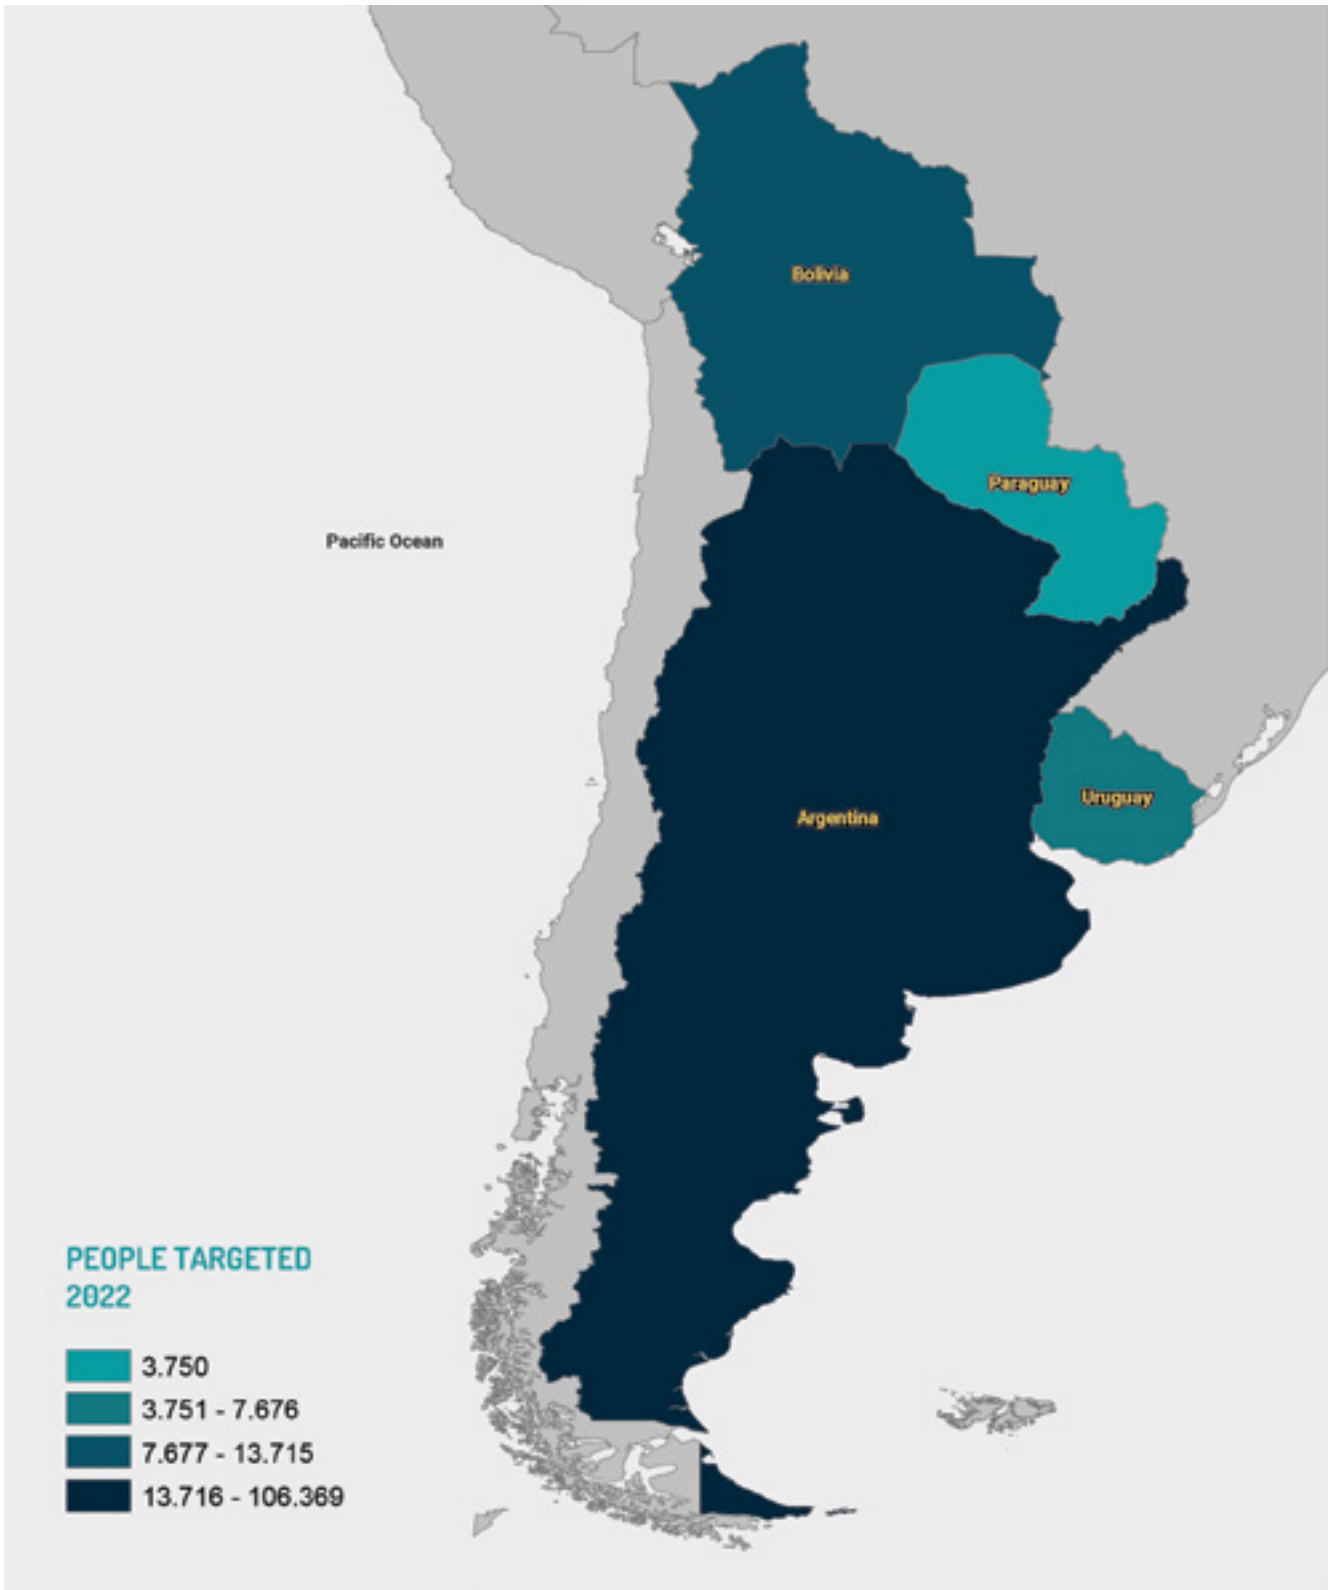 Bolivia
Paraguay
Pacific Ocean
Uruguay
Argentina
PEOPLE TARGETED
2022
3.750
3.751 - 7.676
7.677 - 13.715
13.716 - 106.369